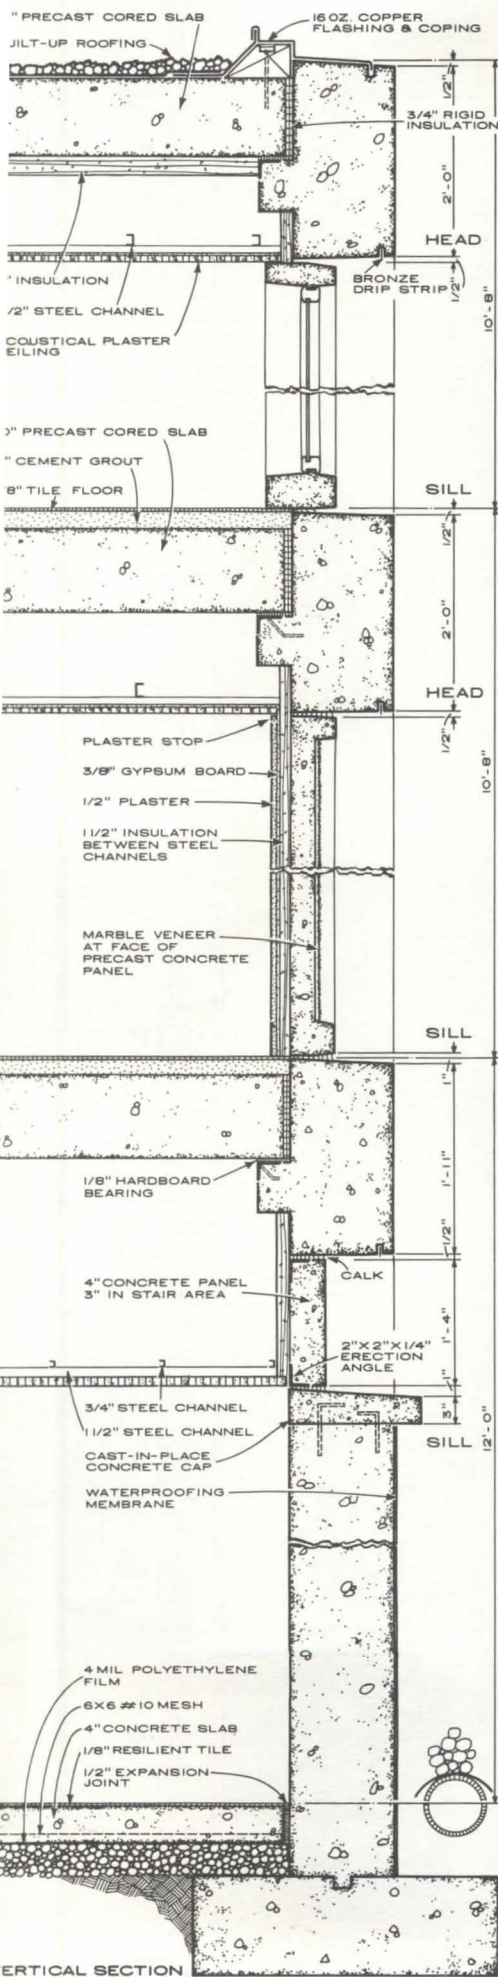 " PRECAST CORED SLAB
16 OZ. COPPER
FLASHING & COPING
UILT-UP ROOFING
1/2"
3/4" RIGID
INSULATION
2'-0"
HEAD
BRONZE
DRIP STRIP
1/2"
10'-8"
" INSULATION
/2" STEEL CHANNEL
COUSTICAL PLASTER
EILING
0" PRECAST CORED SLAB
" CEMENT GROUT
/8" TILE FLOOR
SILL
1/2"
2'-0"
HEAD
1/2"
10'-8"
PLASTER STOP
3/8" GYPSUM BOARD
1/2" PLASTER
1 1/2" INSULATION
BETWEEN STEEL
CHANNELS
MARBLE VENEER
AT FACE OF
PRECAST CONCRETE
PANEL
SILL
1"
1'-11"
1/8" HARDBOARD
BEARING
1/2"
CALK
4" CONCRETE PANEL
3" IN STAIR AREA
1'-4"
2"X2"X1/4"
ERECTION
ANGLE
1"
3/4" STEEL CHANNEL
1 1/2" STEEL CHANNEL
3"
SILL
12'-0"
CAST-IN-PLACE
CONCRETE CAP
WATERPROOFING
MEMBRANE
4 MIL POLYETHYLENE
FILM
6X6 #10 MESH
4" CONCRETE SLAB
1/8" RESILIENT TILE
1/2" EXPANSION
JOINT
VERTICAL SECTION